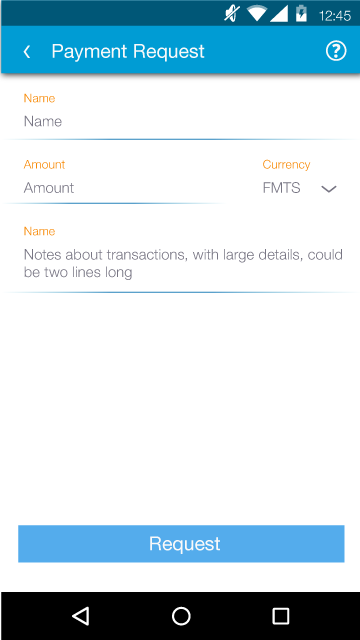 12:45
Payment Request
Name
Name
Amount Currency
Amount FMTS
Name
Notes about transactions, with large details, could
be two lines long
Request